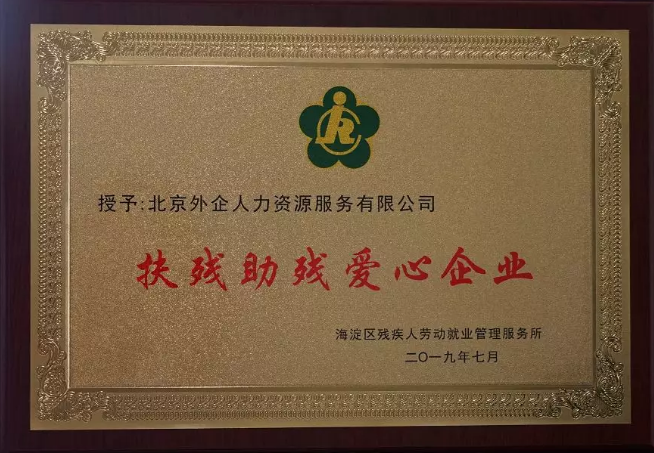 授予:北京外企人力资源服务有限公司
扶残助残爱心企业
海淀区残疾人劳动就业管理服务所
二〇一九年七月